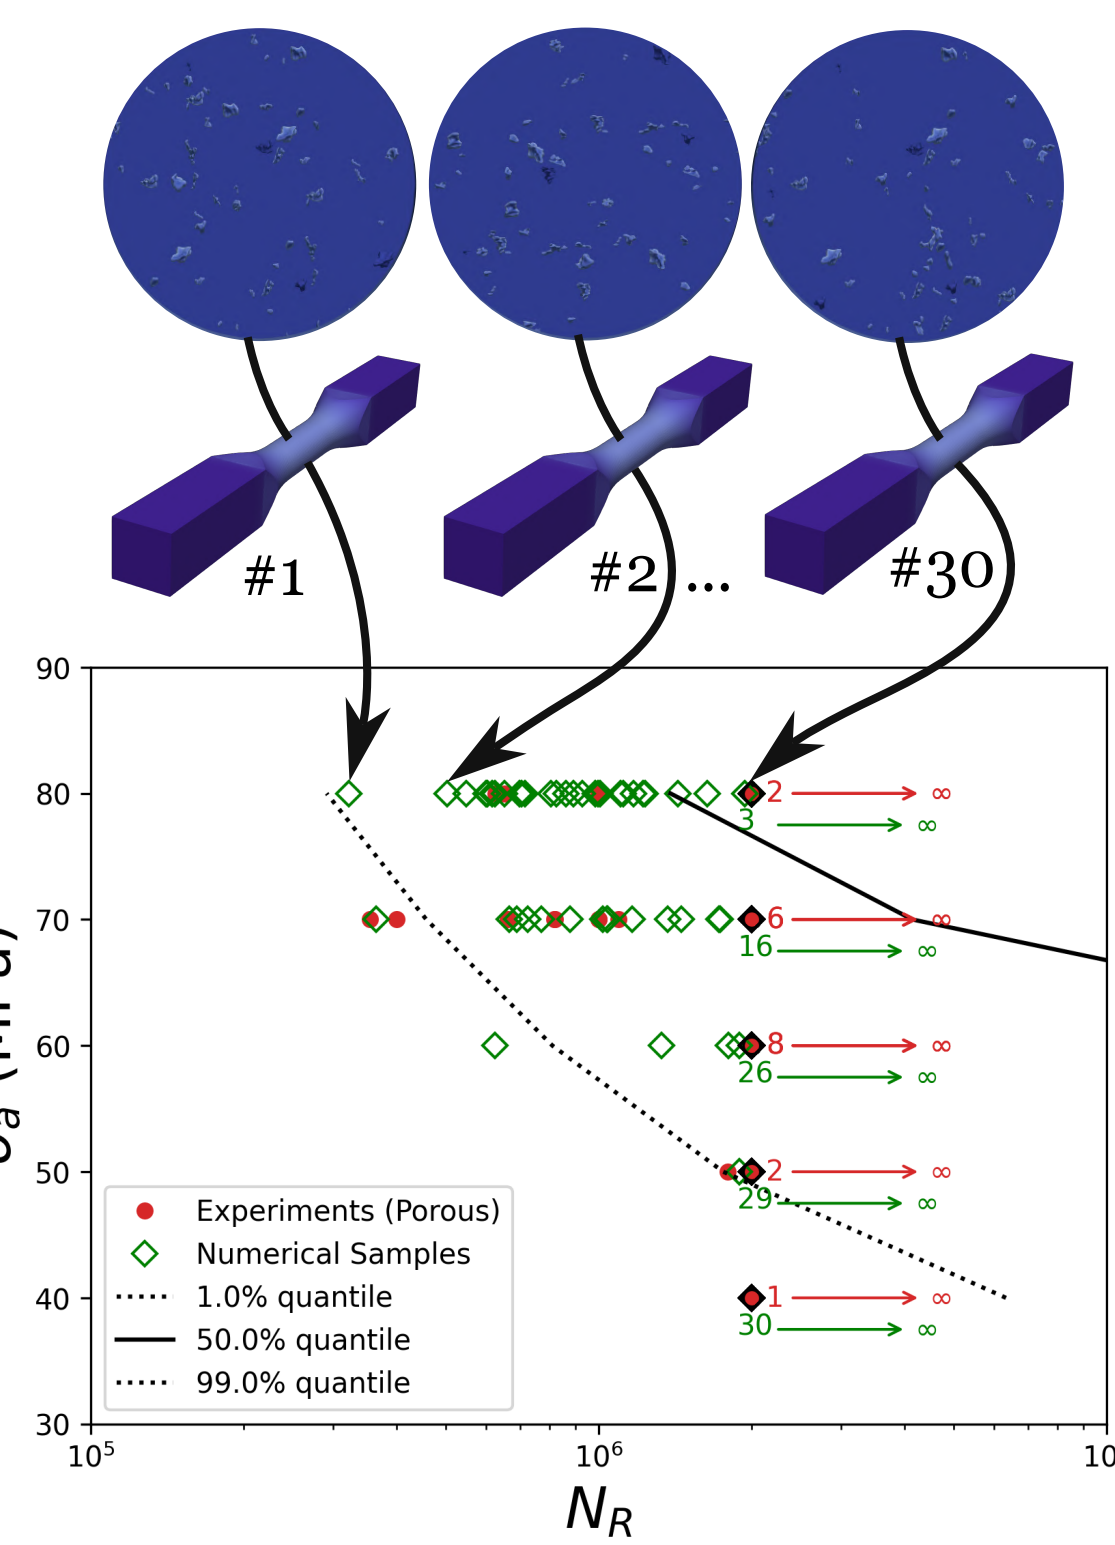 #1
#2 ...
#30
90
80
2 ∞
3 ∞
70
6 ∞
16 ∞
60
8 ∞
26 ∞
50
2 ∞
29 ∞
40
1 ∞
30 ∞
30
Experiments (Porous)
Numerical Samples
1.0% quantile
50.0% quantile
99.0% quantile
10⁵ 10⁶ 10
N_R